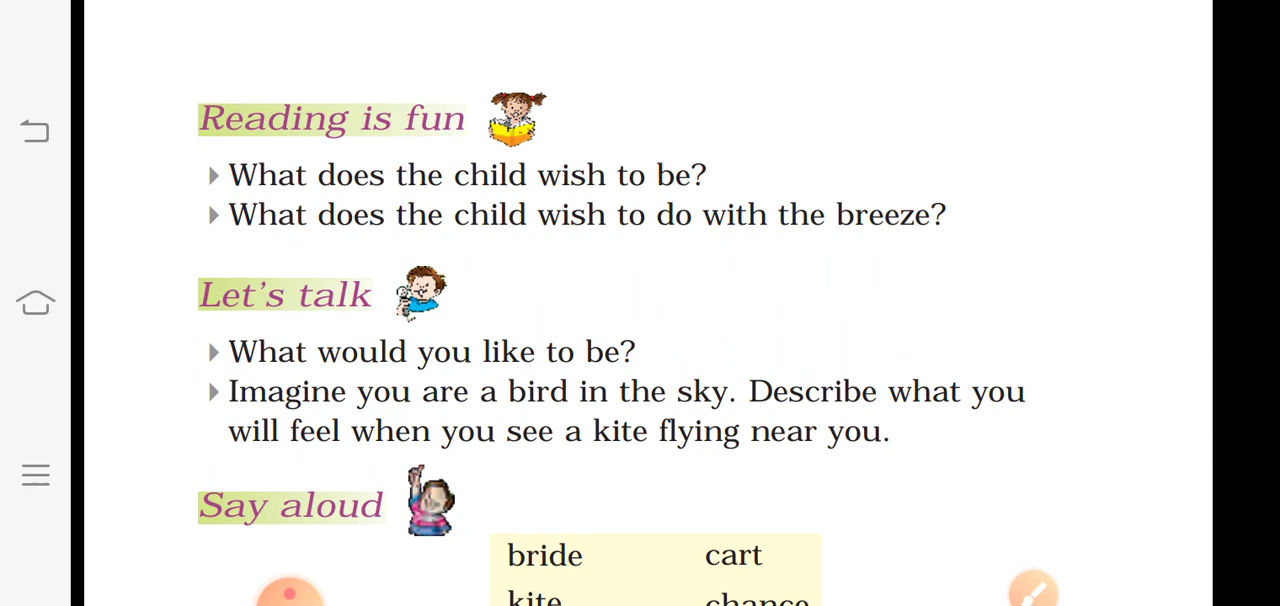 Reading is fun
What does the child wish to be?
What does the child wish to do with the breeze?
Let's talk
What would you like to be?
Imagine you are a bird in the sky. Describe what you
will feel when you see a kite flying near you.
Say aloud
bride cart
kite chance